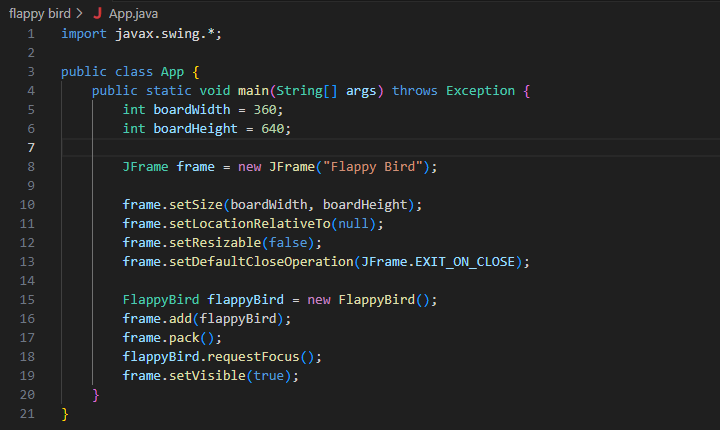 flappy bird > J App.java
1 import javax.swing.*;
2
3 public class App {
4     public static void main(String[] args) throws Exception {
5         int boardWidth = 360;
6         int boardHeight = 640;
7
8         JFrame frame = new JFrame("Flappy Bird");
9
10         frame.setSize(boardWidth, boardHeight);
11         frame.setLocationRelativeTo(null);
12         frame.setResizable(false);
13         frame.setDefaultCloseOperation(JFrame.EXIT_ON_CLOSE);
14
15         FlappyBird flappyBird = new FlappyBird();
16         frame.add(flappyBird);
17         frame.pack();
18         flappyBird.requestFocus();
19         frame.setVisible(true);
20     }
21 }